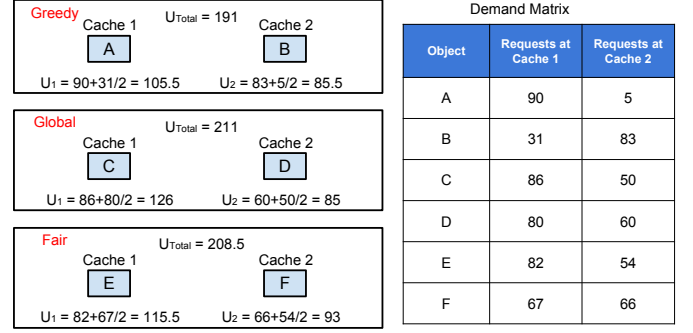 Greedy
UTotal = 191
Cache 1
Cache 2
A
B
U1 = 90+31/2 = 105.5
U2 = 83+5/2 = 85.5
Global
UTotal = 211
Cache 1
Cache 2
C
D
U1 = 86+80/2 = 126
U2 = 60+50/2 = 85
Fair
UTotal = 208.5
Cache 1
Cache 2
E
F
U1 = 82+67/2 = 115.5
U2 = 66+54/2 = 93
Demand Matrix
Object
Requests at
Cache 1
Requests at
Cache 2
A 90 5
B 31 83
C 86 50
D 80 60
E 82 54
F 67 66